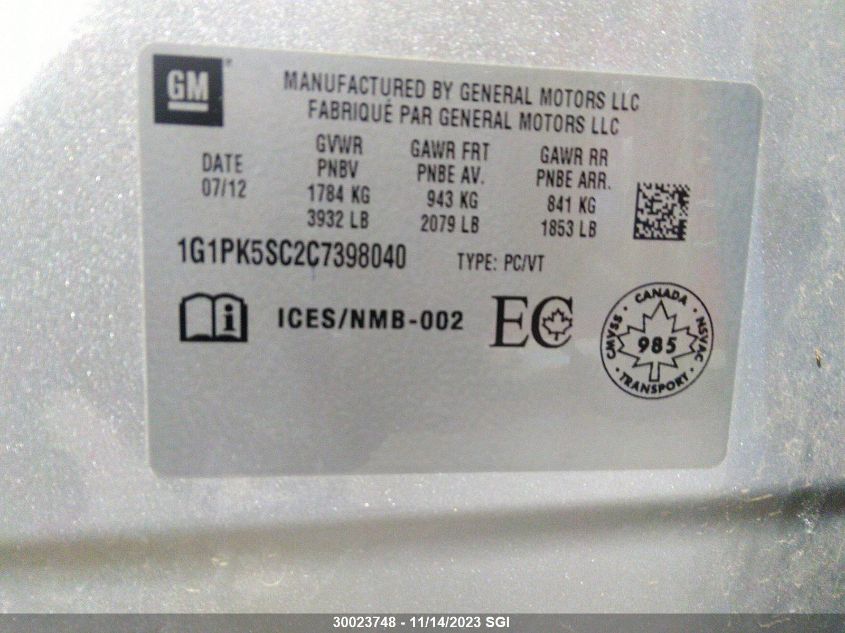 GM
MANUFACTURED BY GENERAL MOTORS LLC
FABRIQUÉ PAR GENERAL MOTORS LLC
DATE
07/12
GVWR
PNBV
1784 KG
3932 LB
GAWR FRT
PNBE AV.
943 KG
2079 LB
GAWR RR
PNBE ARR.
841 KG
1853 LB
1G1PK5SC2C7398040 TYPE: PC/VT
i ICES/NMB-002 EC
CANADA
CMVSS
NSVAC
985
TRANSPORT
30023748 - 11/14/2023 SGI